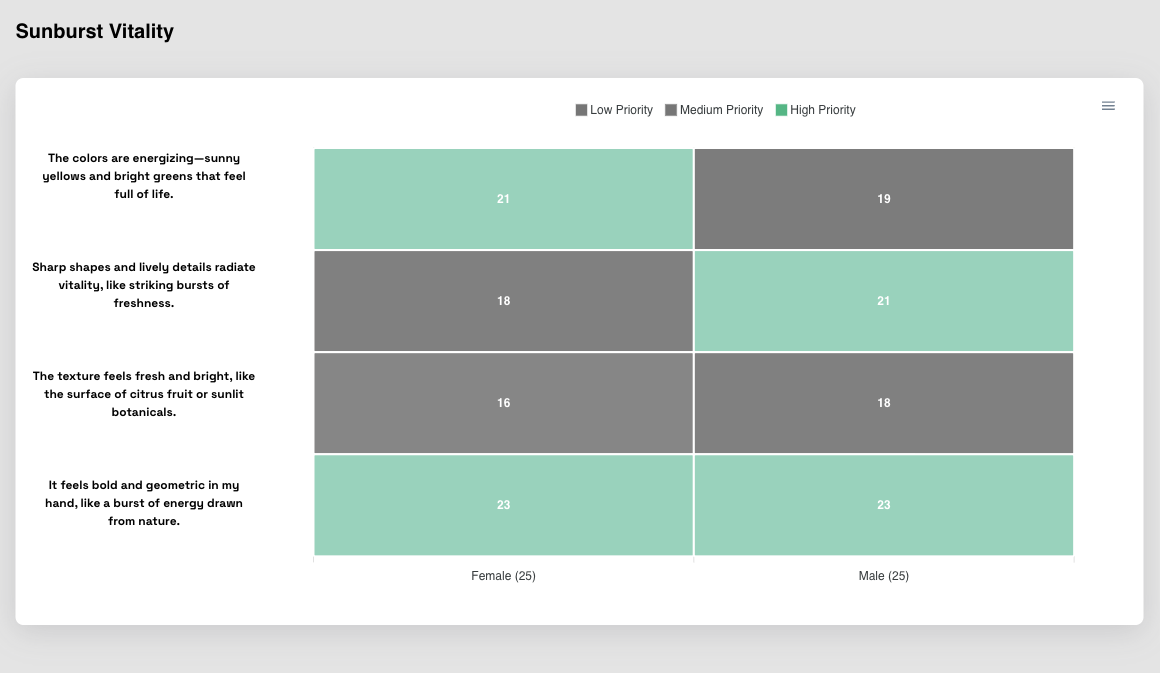 Sunburst Vitality
Low Priority Medium Priority High Priority
The colors are energizing—sunny
yellows and bright greens that feel
full of life.
21 19
Sharp shapes and lively details radiate
vitality, like striking bursts of
freshness.
18 21
The texture feels fresh and bright, like
the surface of citrus fruit or sunlit
botanicals.
16 18
It feels bold and geometric in my
hand, like a burst of energy drawn
from nature.
23 23
Female (25) Male (25)